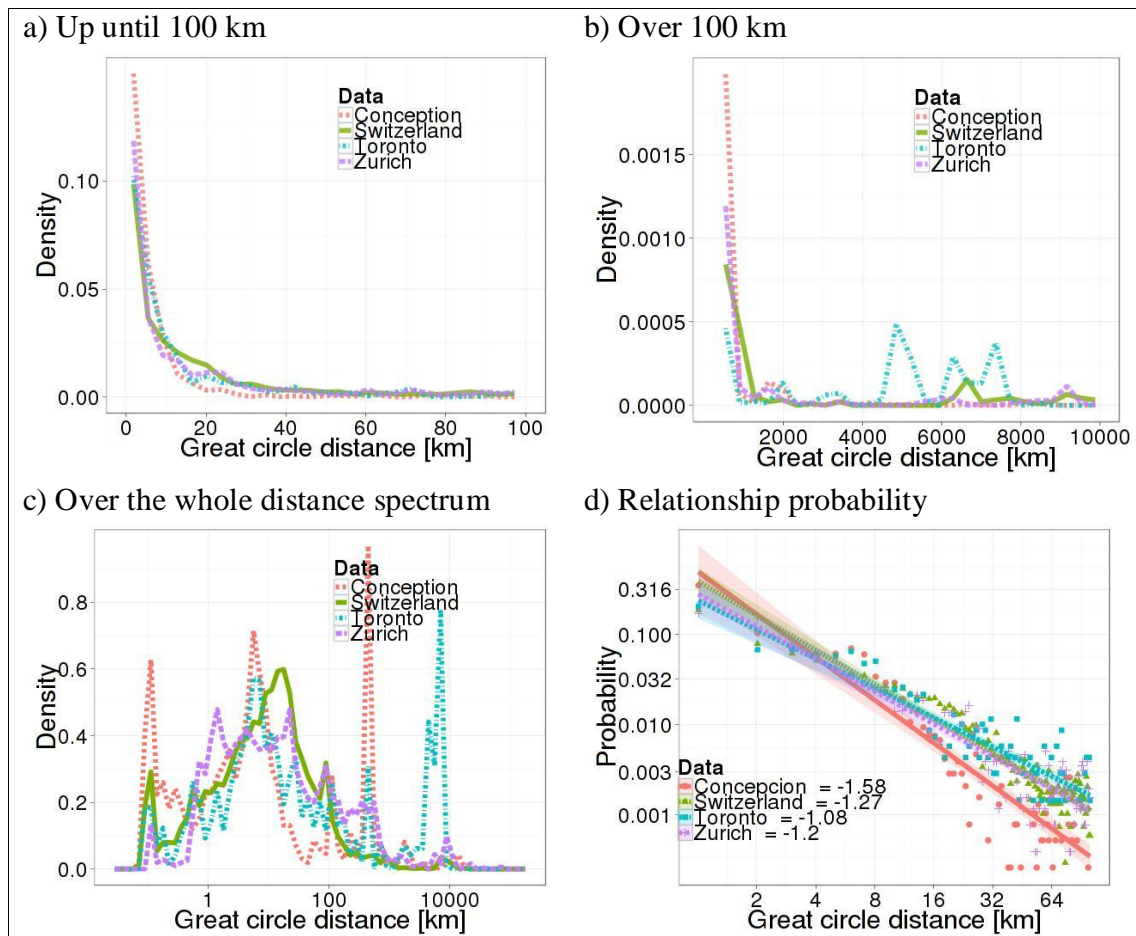 a) Up until 100 km
Data
Conception
Switzerland
Toronto
Zurich
0.10
0.05
0.00
Density
0
20
40
60
80
100
Great circle distance [km]
b) Over 100 km
Data
Conception
Switzerland
Toronto
Zurich
0.0015
0.0010
0.0005
0.0000
Density
2000
4000
6000
8000
10000
Great circle distance [km]
c) Over the whole distance spectrum
Data
Conception
Switzerland
Toronto
Zurich
0.8
0.6
0.4
0.2
0.0
Density
1
100
10000
Great circle distance [km]
d) Relationship probability
0.316
0.100
0.032
0.010
0.003
0.001
Probability
Data
Concepcion = -1.58
Switzerland = -1.27
Toronto = -1.08
Zurich = -1.2
2
4
8
16
32
64
Great circle distance [km]